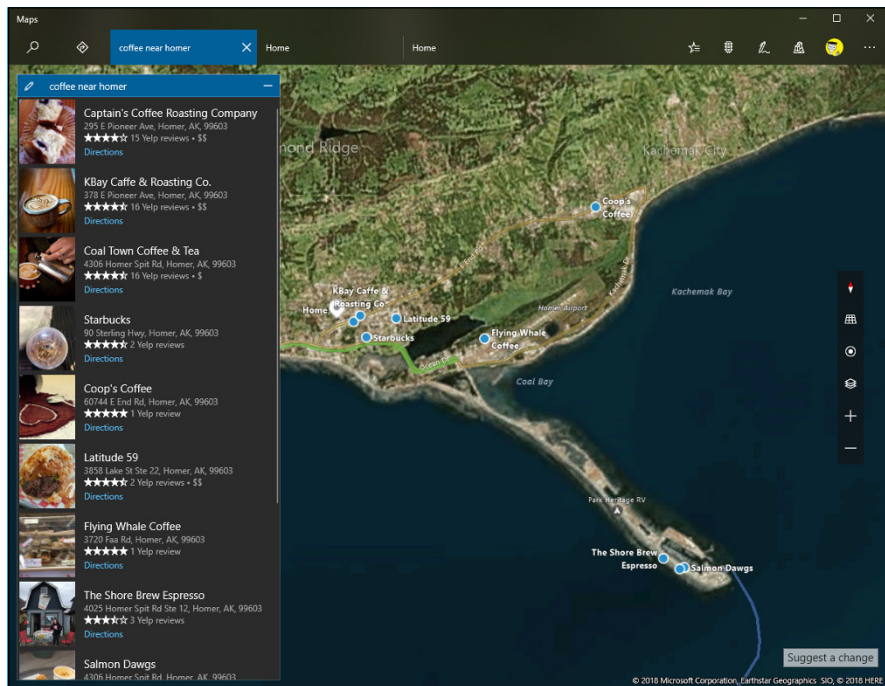 Maps
coffee near homer
Home
Home
coffee near homer
Captain's Coffee Roasting Company
295 E Pioneer Ave, Homer, AK, 99603
15 Yelp reviews • $$
Directions
KBay Caffe & Roasting Co.
378 E Pioneer Ave, Homer, AK, 99603
16 Yelp reviews • $$
Directions
Coal Town Coffee & Tea
4306 Homer Spit Rd, Homer, AK, 99603
16 Yelp reviews • $
Directions
Starbucks
90 Sterling Hwy, Homer, AK, 99603
2 Yelp reviews
Directions
Coop's Coffee
60744 E End Rd, Homer, AK, 99603
1 Yelp review
Directions
Latitude 59
3858 Lake St Ste 22, Homer, AK, 99603
2 Yelp reviews • $$
Directions
Flying Whale Coffee
3720 Faa Rd, Homer, AK, 99603
1 Yelp review
Directions
The Shore Brew Espresso
4025 Homer Spit Rd Ste 12, Homer, AK, 99603
3 Yelp reviews
Directions
Salmon Dawgs
4306 Homer Spit Rd, Homer, AK, 99603
mond Ridge
Kachemak City
Coop's
Coffee
E End Rd
Kachemak Dr
Kachemak Bay
KBay Caffe &
Roasting Co.
Home
Homer Airport
Latitude 59
Starbucks
Flying Whale
Coffee
Ocean Dr
Coal Bay
Park Heritage RV
The Shore Brew
Espresso
Salmon Dawgs
Suggest a change
© 2018 Microsoft Corporation, Earthstar Geographics SIO, © 2018 HERE